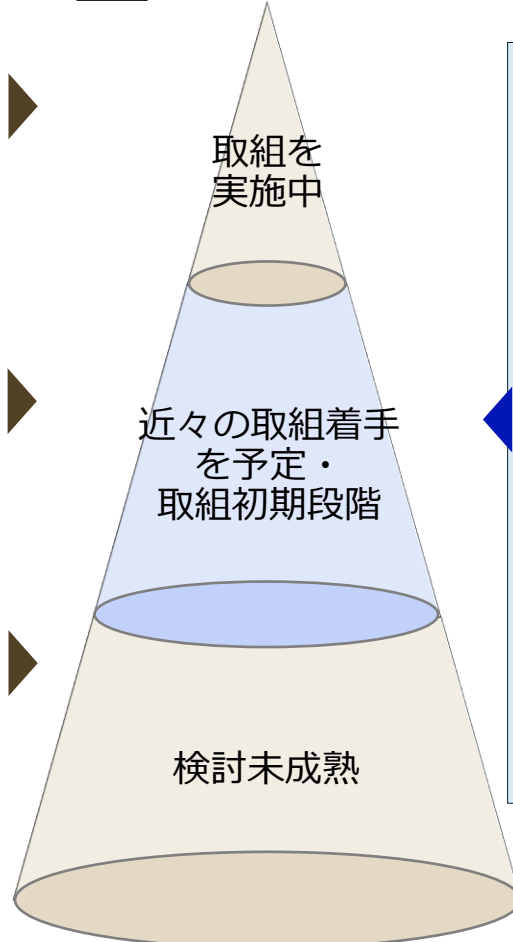 取組を
実施中
近々の取組着手
を予定・
取組初期段階
検討未成熟